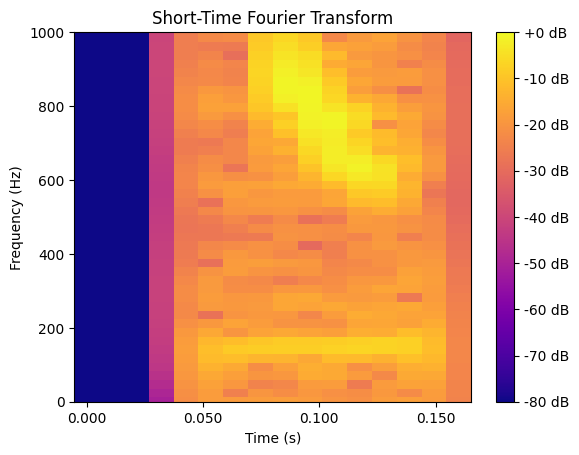 Short-Time Fourier Transform
1000
800
600
400
200
0
Frequency (Hz)
0.000
0.050
0.100
0.150
Time (s)
+0 dB
-10 dB
-20 dB
-30 dB
-40 dB
-50 dB
-60 dB
-70 dB
-80 dB